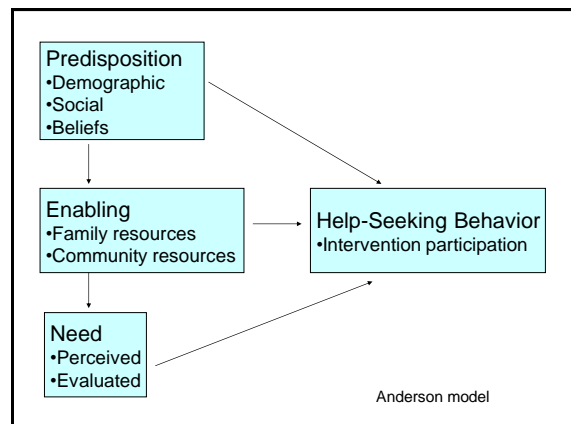 Predisposition
•Demographic
•Social
•Beliefs
Enabling
•Family resources
•Community resources
Help-Seeking Behavior
•Intervention participation
Need
•Perceived
•Evaluated
Anderson model